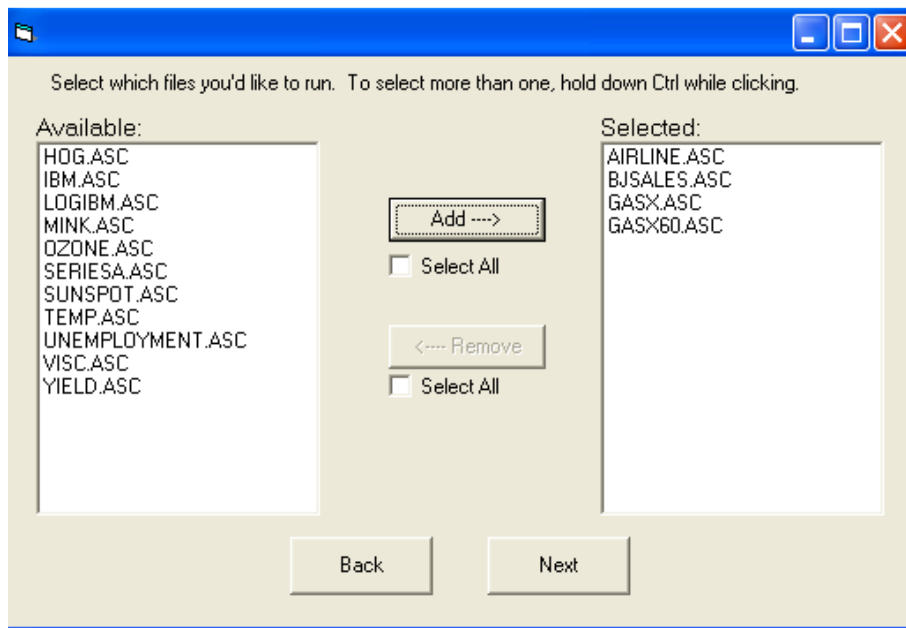 Select which files you'd like to run.  To select more than one, hold down Ctrl while clicking.
Available:
HOG.ASC
IBM.ASC
LOGIBM.ASC
MINK.ASC
OZONE.ASC
SERIESA.ASC
SUNSPOT.ASC
TEMP.ASC
UNEMPLOYMENT.ASC
VISC.ASC
YIELD.ASC
Add ---->
Select All
<---- Remove
Select All
Selected:
AIRLINE.ASC
BJSALES.ASC
GASX.ASC
GASX60.ASC
Back
Next